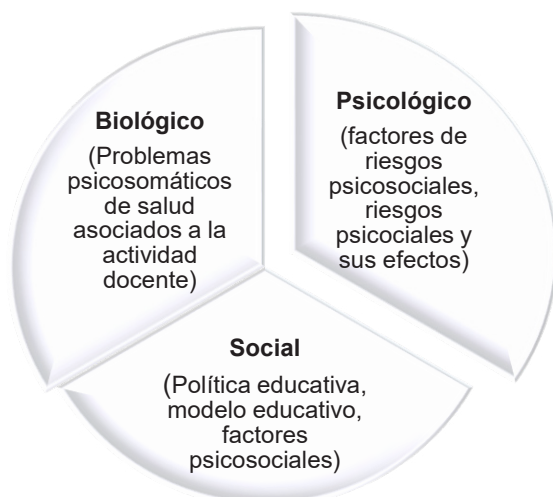 Biológico
(Problemas
psicosomáticos
de salud
asociados a la
actividad
docente)
Psicológico
(factores de
riesgos
psicosociales,
riesgos
psicociales y
sus efectos)
Social
(Política educativa,
modelo educativo,
factores
psicosociales)